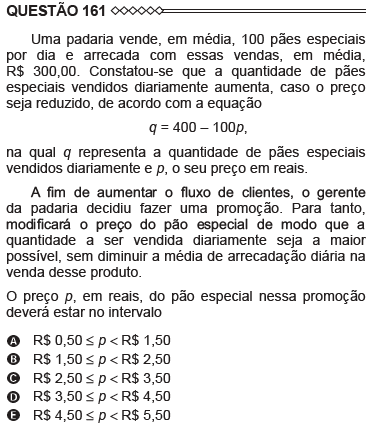 QUESTÃO 161
Uma padaria vende, em média, 100 pães especiais
por dia e arrecada com essas vendas, em média,
R$ 300,00. Constatou-se que a quantidade de pães
especiais vendidos diariamente aumenta, caso o preço
seja reduzido, de acordo com a equação
q = 400 – 100p,
na qual q representa a quantidade de pães especiais
vendidos diariamente e p, o seu preço em reais.
A fim de aumentar o fluxo de clientes, o gerente
da padaria decidiu fazer uma promoção. Para tanto,
modificará o preço do pão especial de modo que a
quantidade a ser vendida diariamente seja a maior
possível, sem diminuir a média de arrecadação diária na
venda desse produto.
O preço p, em reais, do pão especial nessa promoção
deverá estar no intervalo
A R$ 0,50 ≤ p < R$ 1,50
B R$ 1,50 ≤ p < R$ 2,50
C R$ 2,50 ≤ p < R$ 3,50
D R$ 3,50 ≤ p < R$ 4,50
E R$ 4,50 ≤ p < R$ 5,50